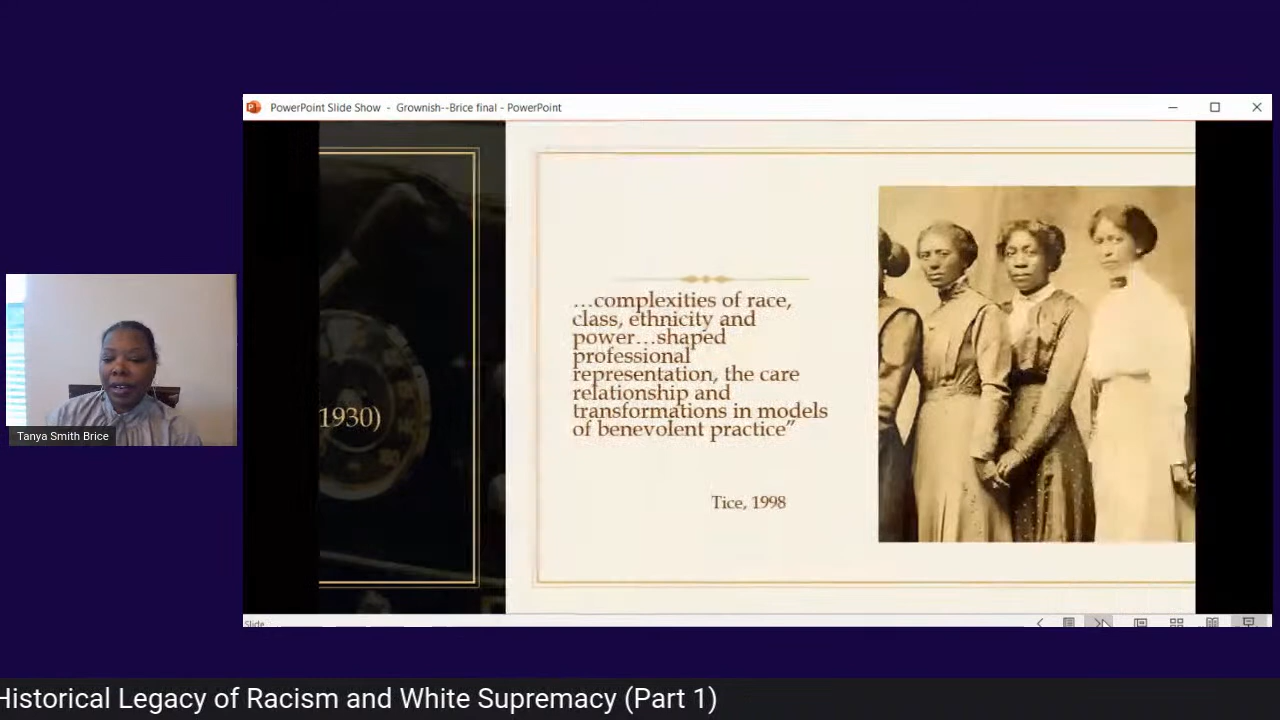 PowerPoint Slide Show - Grownish--Brice final - PowerPoint
1930)
…complexities of race,
class, ethnicity and
power…shaped
professional
representation, the care
relationship and
transformations in models
of benevolent practice”
Tice, 1998
Tanya Smith Brice
Slide
Historical Legacy of Racism and White Supremacy (Part 1)